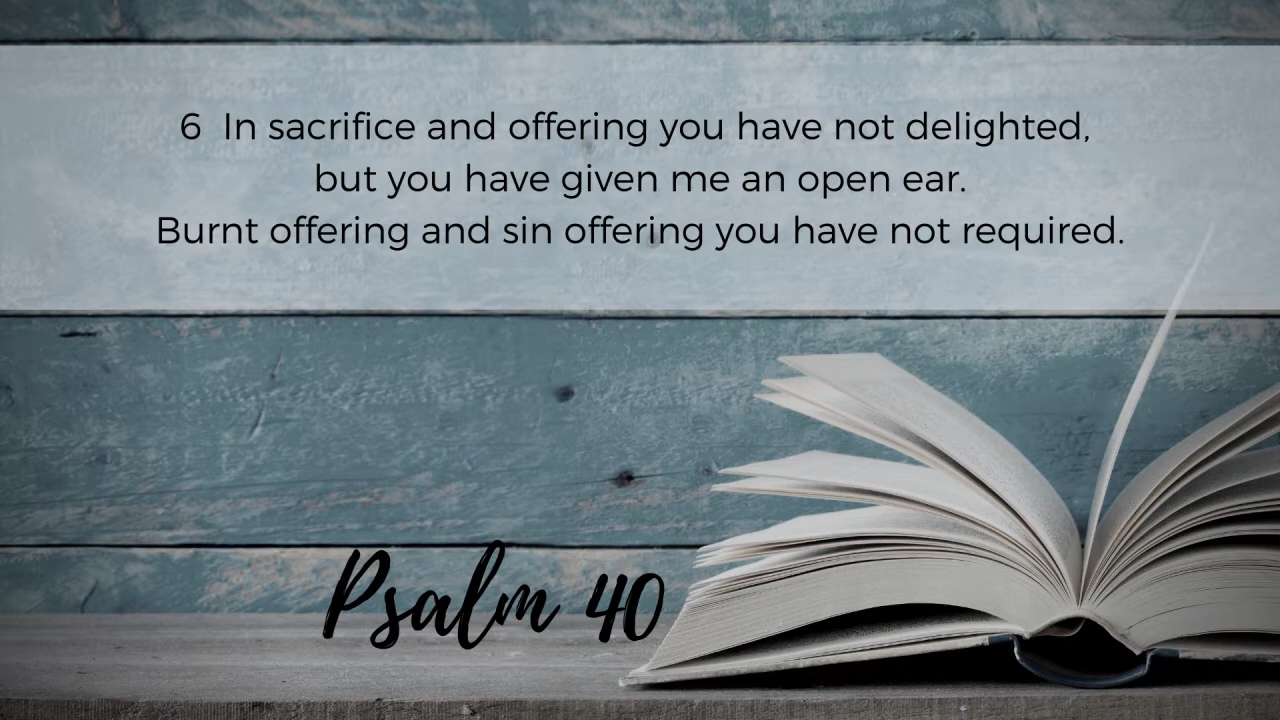 6 In sacrifice and offering you have not delighted,
but you have given me an open ear.
Burnt offering and sin offering you have not required.
Psalm 40